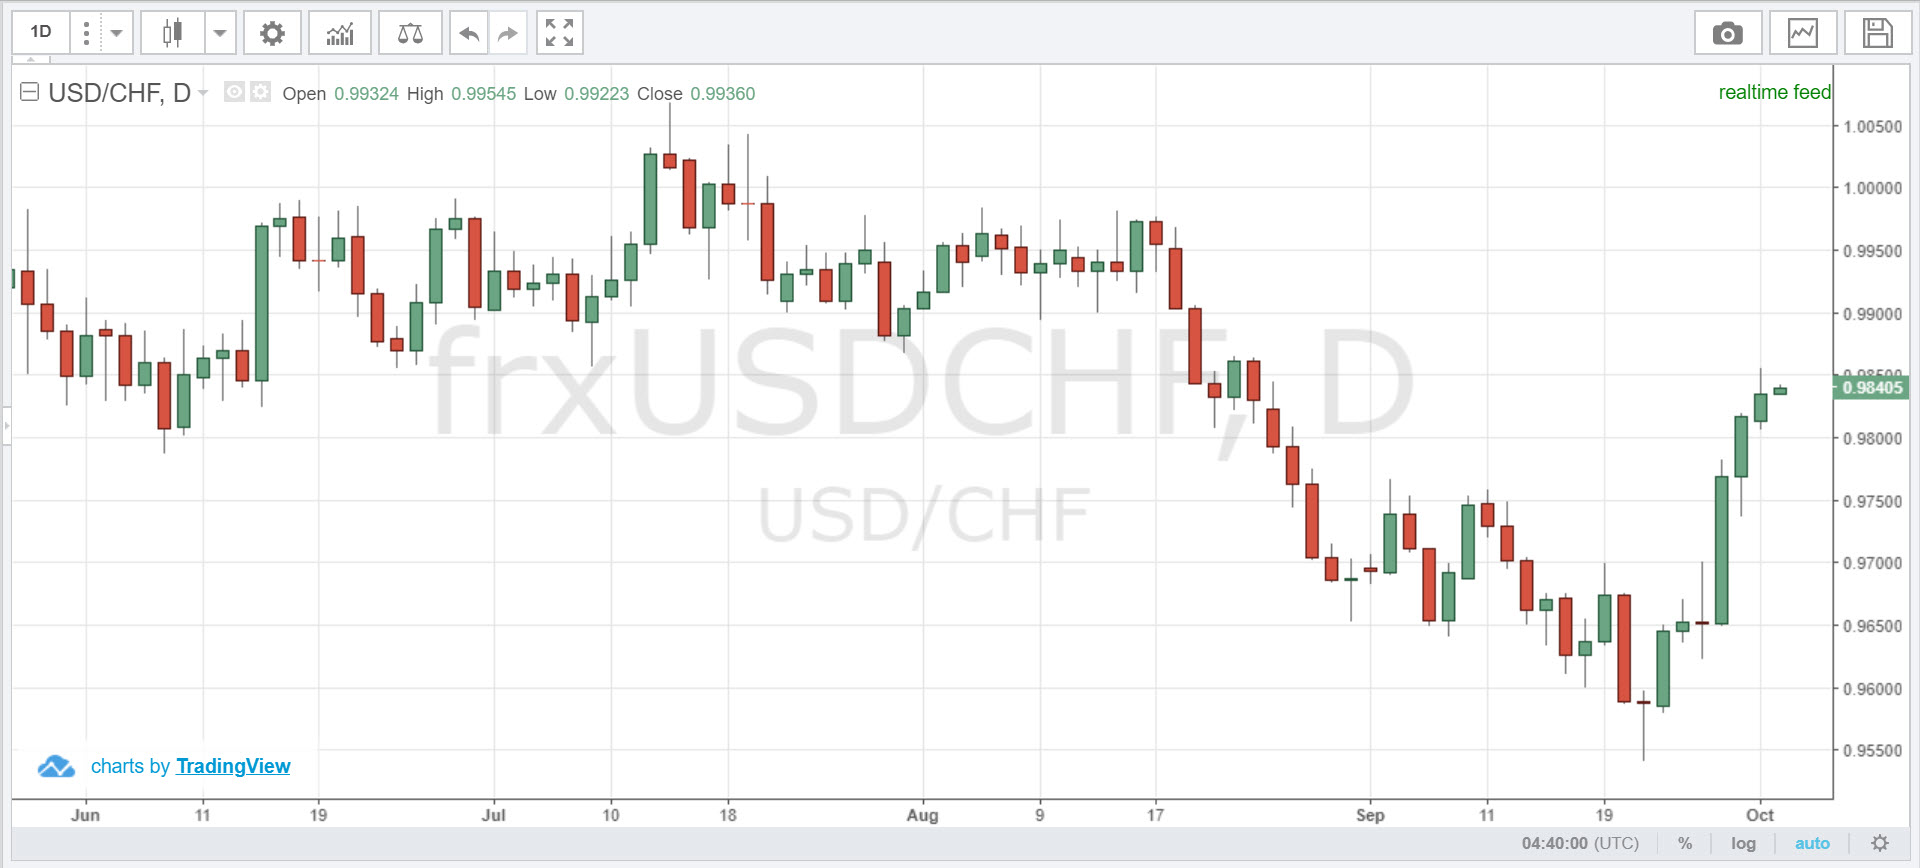 1D
USD/CHF, D Open 0.99324 High 0.99545 Low 0.99223 Close 0.99360
realtime feed
1.00500
1.00000
0.99500
0.99000
0.98500
0.98405
0.98000
0.97500
0.97000
0.96500
0.96000
0.95500
frxUSDCHF, D
USD/CHF
charts by TradingView
Jun 11 19 Jul 10 18 Aug 9 17 Sep 11 19 Oct
04:40:00 (UTC) % log auto